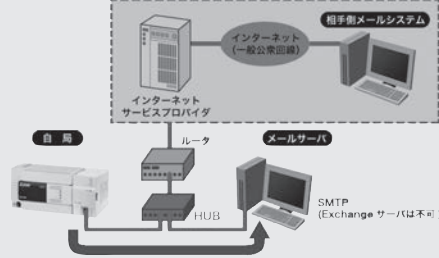 相手側メールシステム
インターネット
(一般公衆回線)
インターネット
サービスプロバイダ
自局
ルータ
メールサーバ
SMTP
(Exchange サーバは不可)
HUB